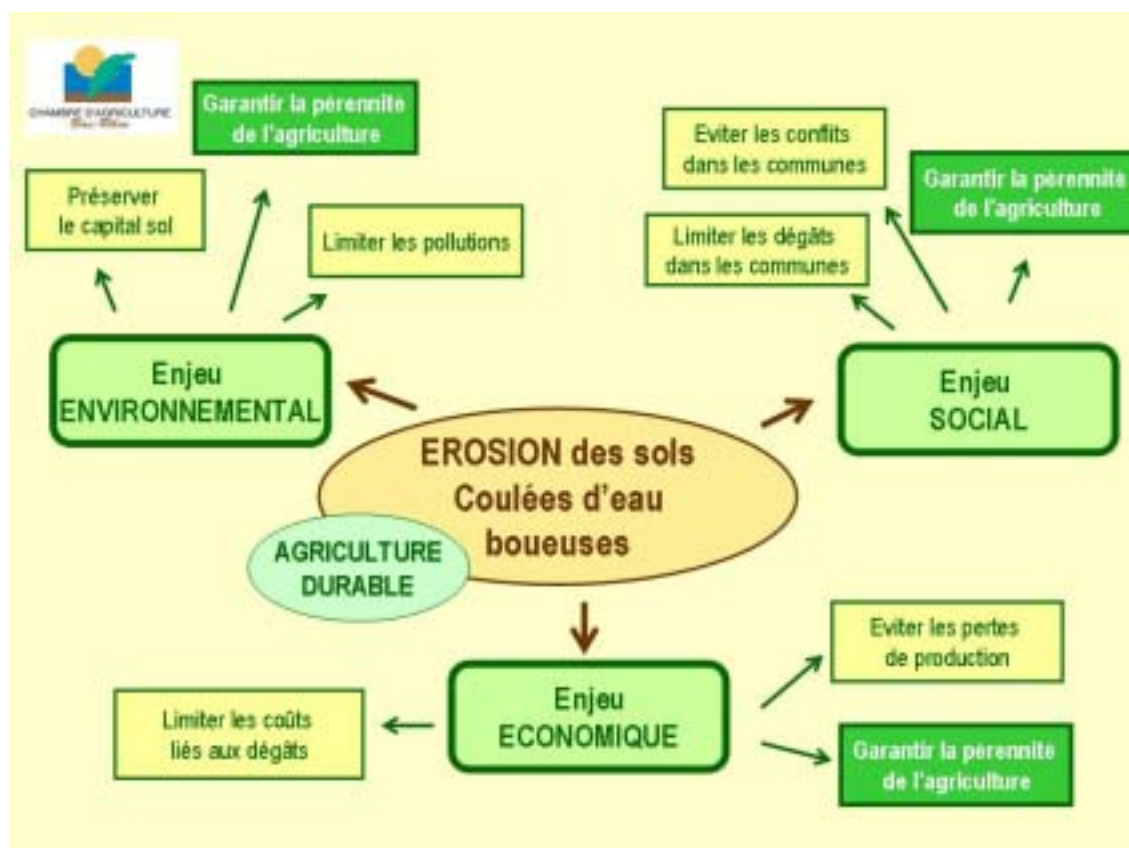 CHAMBRE D'AGRICULTURE
Garantir la pérennité
de l'agriculture
Préserver
le capital sol
Limiter les pollutions
Eviter les conflits
dans les communes
Garantir la pérennité
de l'agriculture
Limiter les dégâts
dans les communes
Enjeu
ENVIRONNEMENTAL
Enjeu
SOCIAL
EROSION des sols
Coulées d'eau
boueuses
AGRICULTURE
DURABLE
Eviter les pertes
de production
Enjeu
ECONOMIQUE
Limiter les coûts
liés aux dégâts
Garantir la pérennité
de l'agriculture